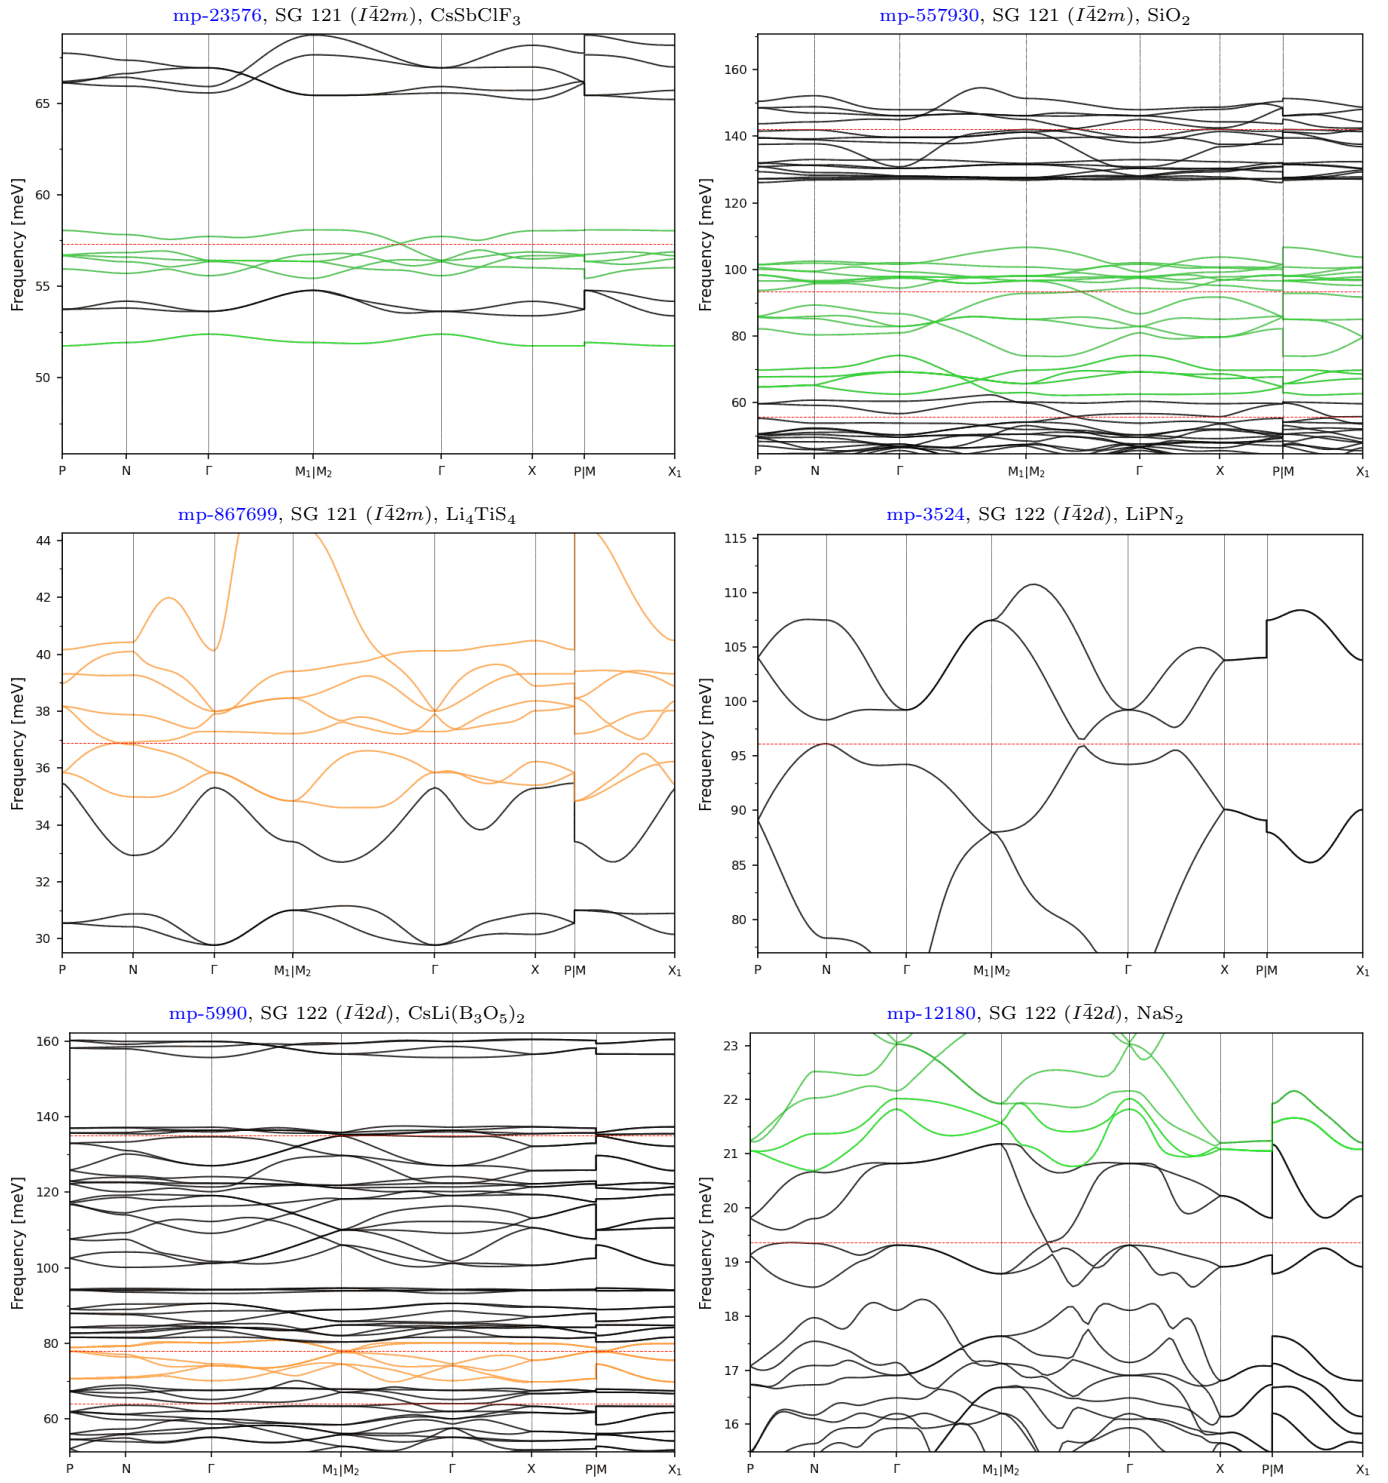 mp-23576, SG 121 (I4̄2m), CsSbClF₃
Frequency [meV]
65
60
55
50
P N Γ M₁|M₂ Γ X P|M X₁
mp-557930, SG 121 (I4̄2m), SiO₂
Frequency [meV]
160
140
120
100
80
60
P N Γ M₁|M₂ Γ X P|M X₁
mp-867699, SG 121 (I4̄2m), Li₄TiS₄
Frequency [meV]
44
42
40
38
36
34
32
30
P N Γ M₁|M₂ Γ X P|M X₁
mp-3524, SG 122 (I4̄2d), LiPN₂
Frequency [meV]
115
110
105
100
95
90
85
80
P N Γ M₁|M₂ Γ X P|M X₁
mp-5990, SG 122 (I4̄2d), CsLi(B₃O₅)₂
Frequency [meV]
160
140
120
100
80
60
P N Γ M₁|M₂ Γ X P|M X₁
mp-12180, SG 122 (I4̄2d), NaS₂
Frequency [meV]
23
22
21
20
19
18
17
16
P N Γ M₁|M₂ Γ X P|M X₁